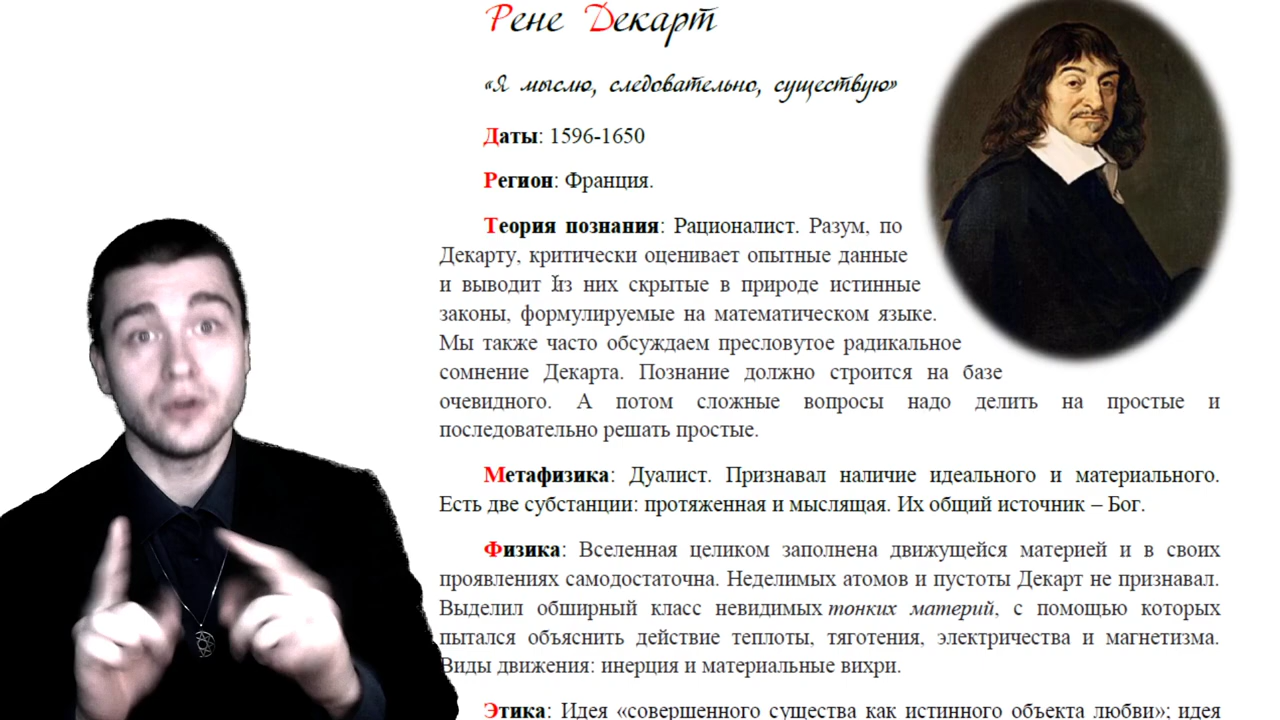 Рене Декарт
«Я мыслю, следовательно, существую»
Даты: 1596-1650
Регион: Франция.
Теория познания: Рационалист. Разум, по
Декарту, критически оценивает опытные данные
и выводит из них скрытые в природе истинные
законы, формулируемые на математическом языке.
Мы также часто обсуждаем пресловутое радикальное
сомнение Декарта. Познание должно строится на базе
очевидного. А потом сложные вопросы надо делить на простые и
последовательно решать простые.
Метафизика: Дуалист. Признавал наличие идеального и материального.
Есть две субстанции: протяженная и мыслящая. Их общий источник – Бог.
Физика: Вселенная целиком заполнена движущейся материей и в своих
проявлениях самодостаточна. Неделимых атомов и пустоты Декарт не признавал.
Выделил обширный класс невидимых тонких материй, с помощью которых
пытался объяснить действие теплоты, тяготения, электричества и магнетизма.
Виды движения: инерция и материальные вихри.
Этика: Идея «совершенного существа как истинного объекта любви»; идея